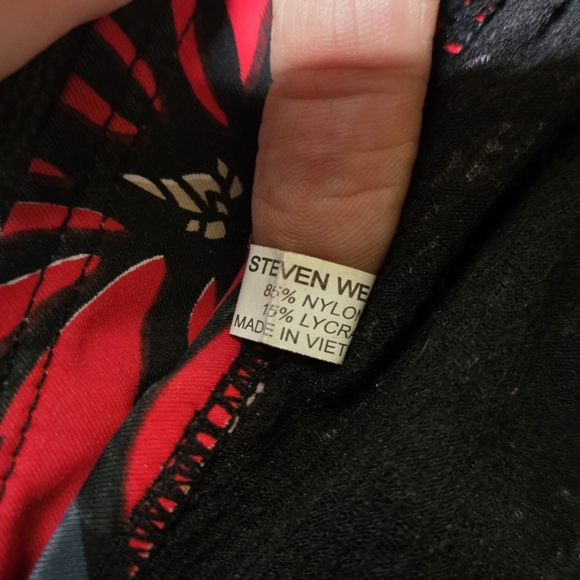 STEVEN WE
85% NYLON
15% LYCRA
MADE IN VIET